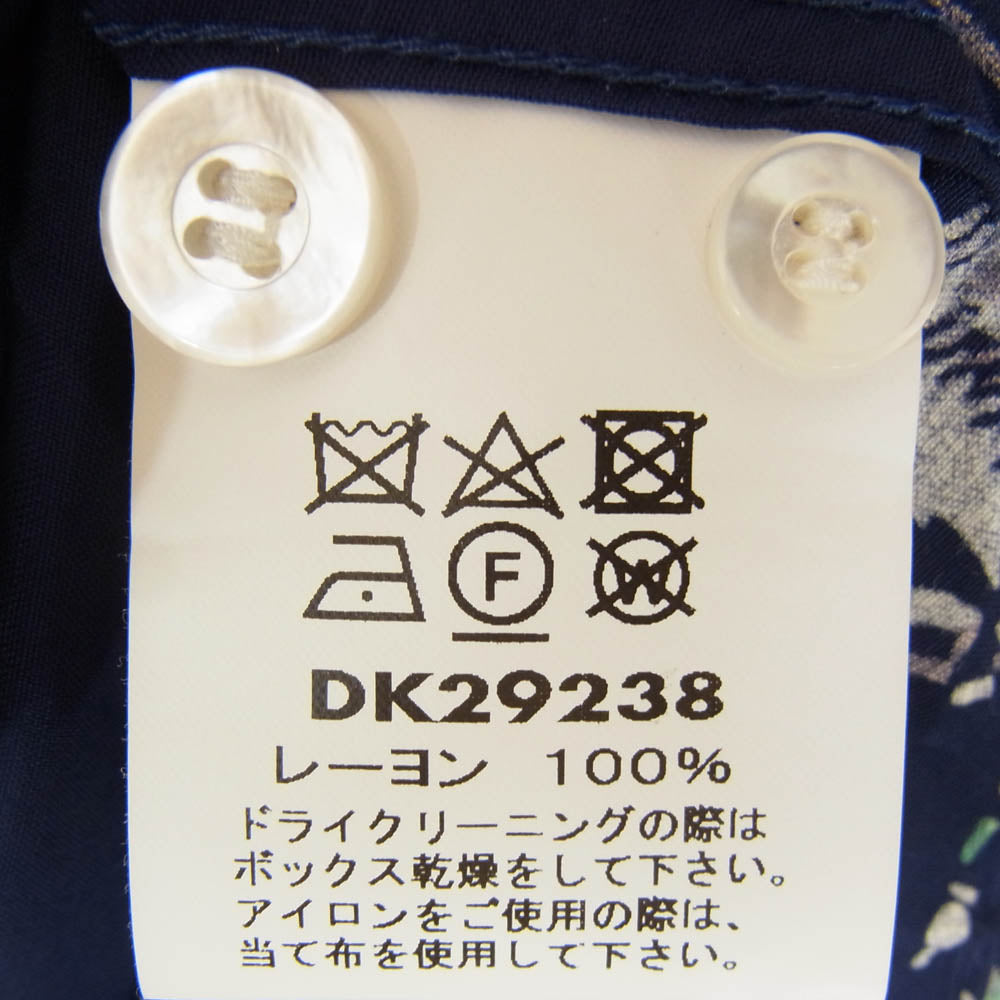 F
W
DK29238
レーヨン 100%
ドライクリーニングの際は
ボックス乾燥をして下さい。
アイロンをご使用の際は、
当て布を使用して下さい。